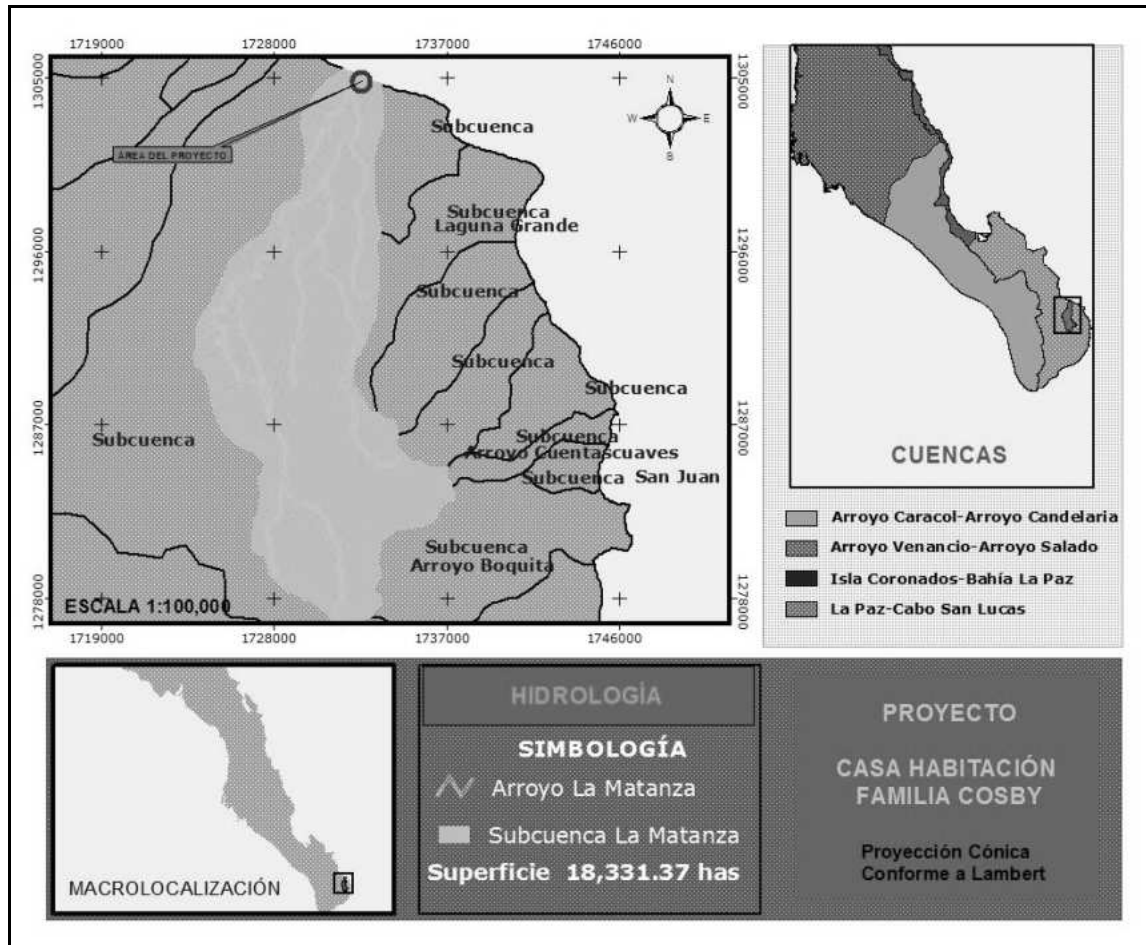 1719000 1728000 1737000 1746000
1305000
1296000
1287000
1278000
1305000
1296000
1287000
1278000
N
W E
B
ÁREA DEL PROYECTO
Subcuenca
Subcuenca
Laguna Grande
Subcuenca
Subcuenca
Subcuenca
Subcuenca
Subcuenca
Arroyo Cuentascuaves
Subcuenca San Juan
Subcuenca
Arroyo Boquita
ESCALA 1:100,000
1719000 1728000 1737000 1746000
CUENCAS
Arroyo Caracol-Arroyo Candelaria
Arroyo Venancio-Arroyo Salado
Isla Coronados-Bahía La Paz
La Paz-Cabo San Lucas
MACROLOCALIZACIÓN
HIDROLOGÌA
SIMBOLOGÍA
Arroyo La Matanza
Subcuenca La Matanza
Superficie 18,331.37 has
PROYECTO
CASA HABITACIÓN
FAMILIA COSBY
Proyección Cónica
Conforme a Lambert